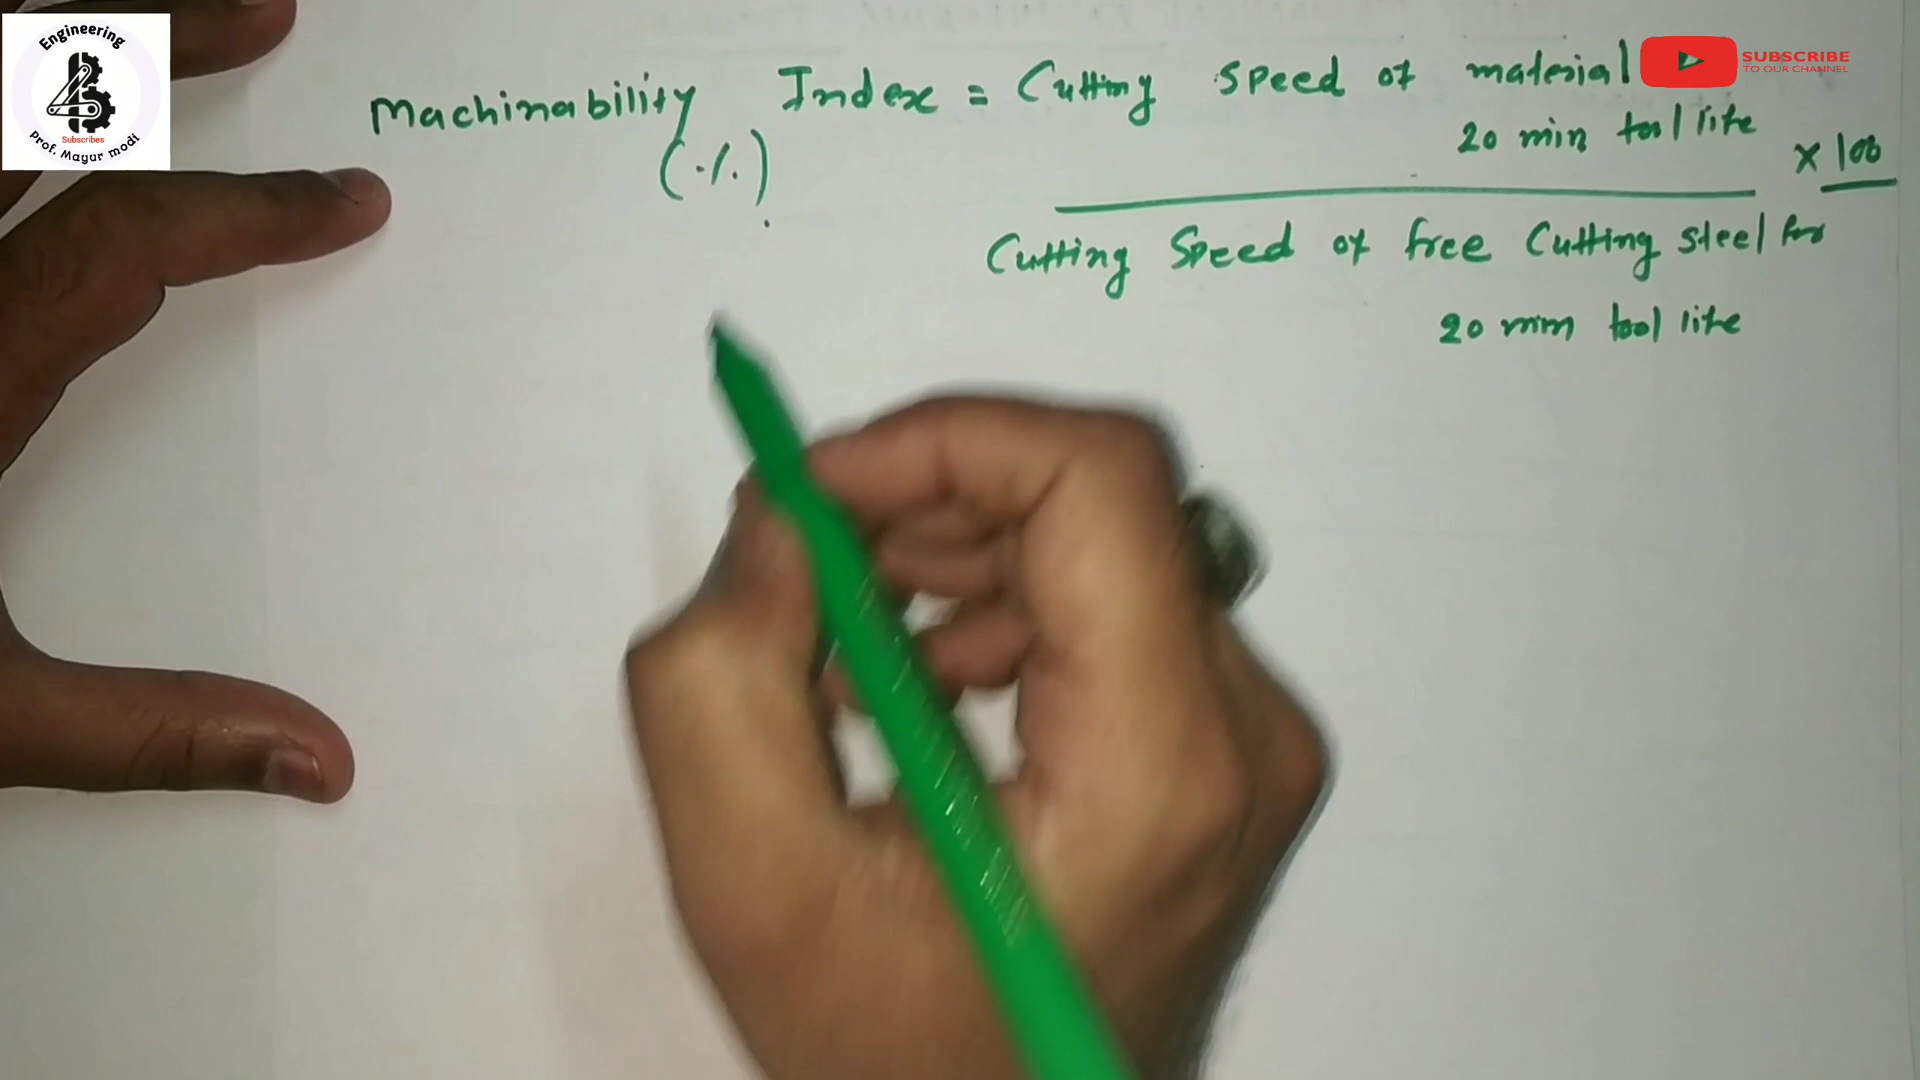 Engineering
Subscribes
Prof. Mayur modi
SUBSCRIBE
TO OUR CHANNEL
Machinability Index = Cutting speed of material
(%)
20 min tool life
× 100
Cutting Speed of free Cutting steel for
20 min tool life